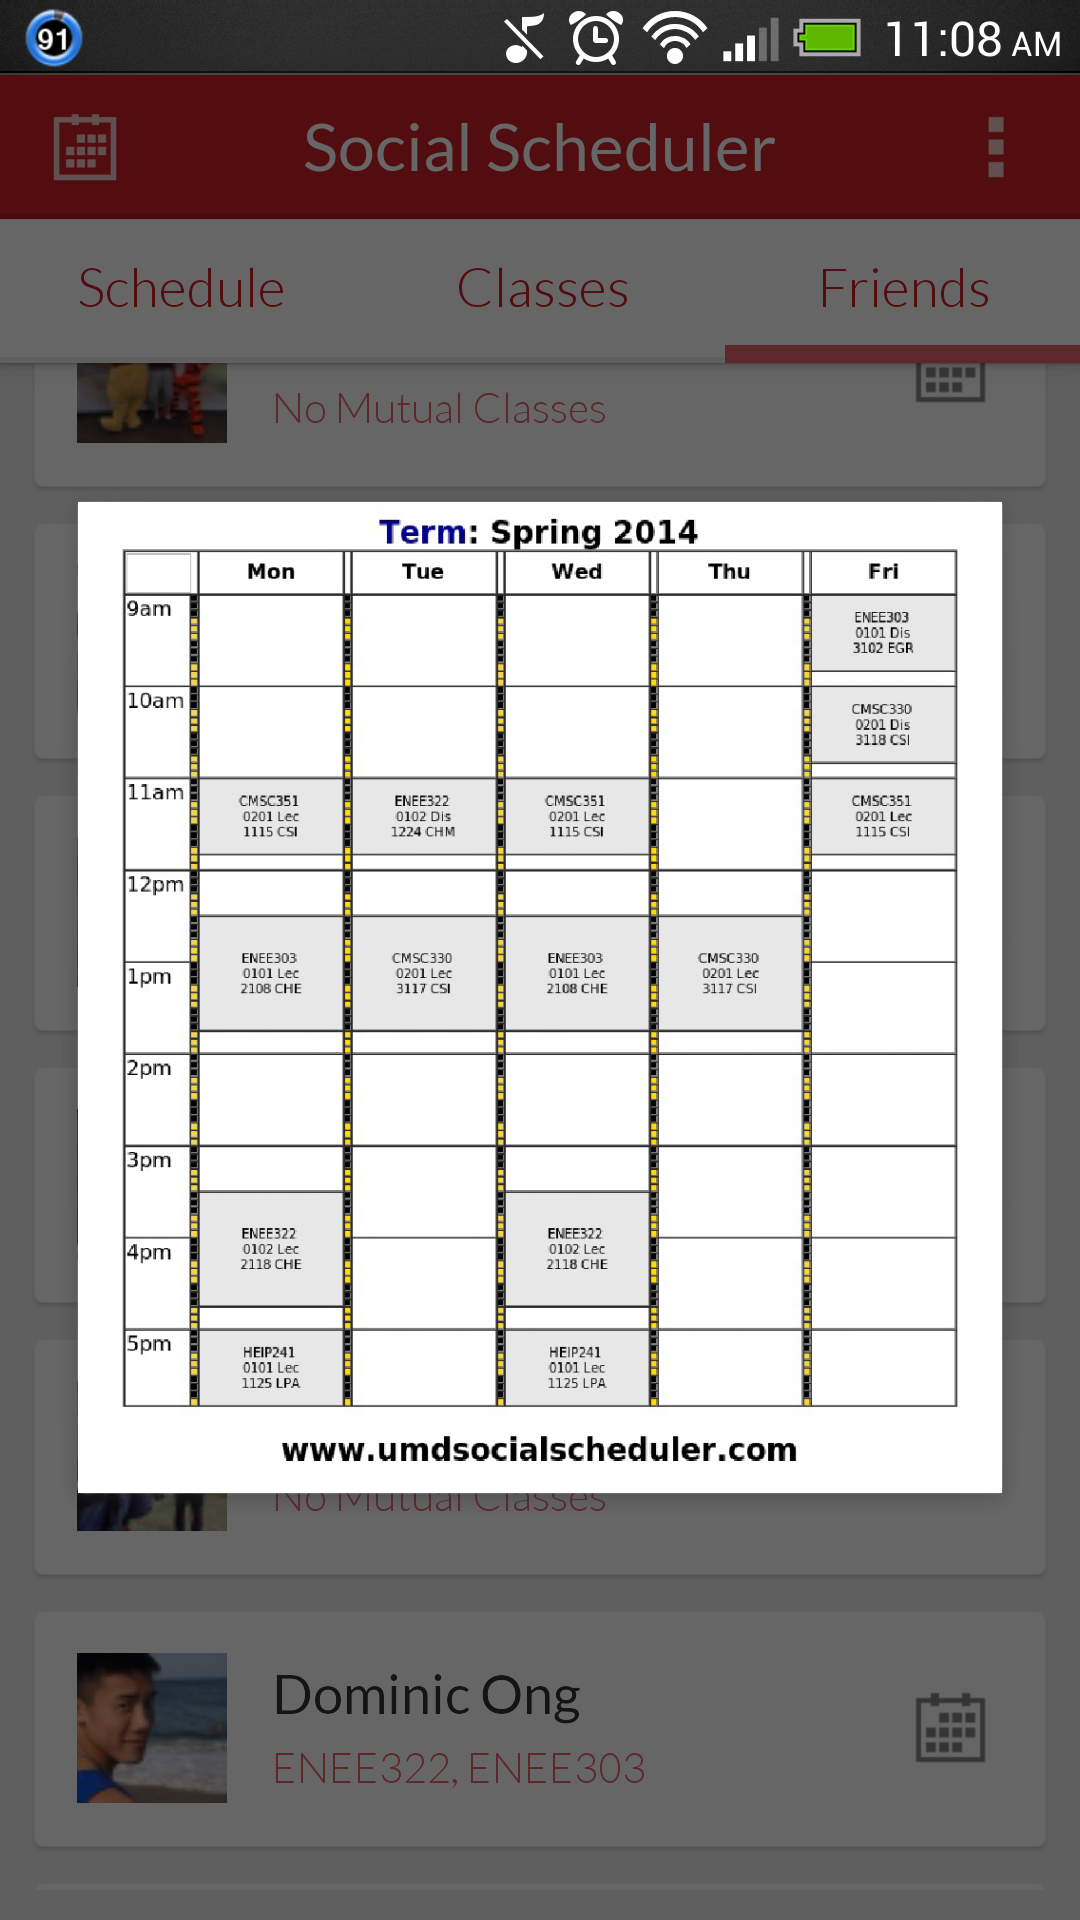 91
11:08 AM
Social Scheduler
Schedule Classes Friends
No Mutual Classes
Term: Spring 2014
Mon Tue Wed Thu Fri
9am
ENEE303
0101 Dis
3102 EGR
10am
CMSC330
0201 Dis
3118 CSI
11am
CMSC351
0201 Lec
1115 CSI
ENEE322
0102 Dis
1224 CHM
CMSC351
0201 Lec
1115 CSI
CMSC351
0201 Lec
1115 CSI
12pm
ENEE303
0101 Lec
2108 CHE
CMSC330
0201 Lec
3117 CSI
ENEE303
0101 Lec
2108 CHE
CMSC330
0201 Lec
3117 CSI
1pm
2pm
3pm
ENEE322
0102 Lec
2118 CHE
ENEE322
0102 Lec
2118 CHE
4pm
5pm
HEIP241
0101 Lec
1125 LPA
HEIP241
0101 Lec
1125 LPA
www.umdsocialscheduler.com
No Mutual Classes
Dominic Ong
ENEE322, ENEE303